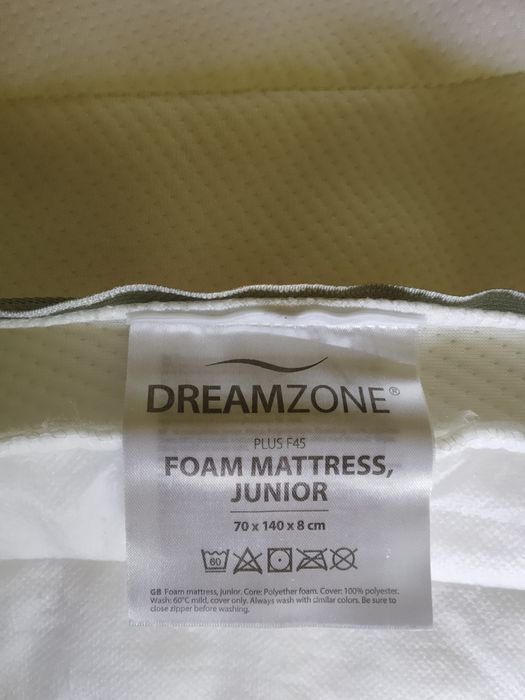 DREAMZONE®
PLUS F45
FOAM MATTRESS,
JUNIOR
70 x 140 x 8 cm
60
GB Foam mattress, junior. Core: Polyether foam. Cover: 100% polyester.
Wash: 60°C mild, cover only. Always wash with similar colors. Be sure to
close zipper before washing.